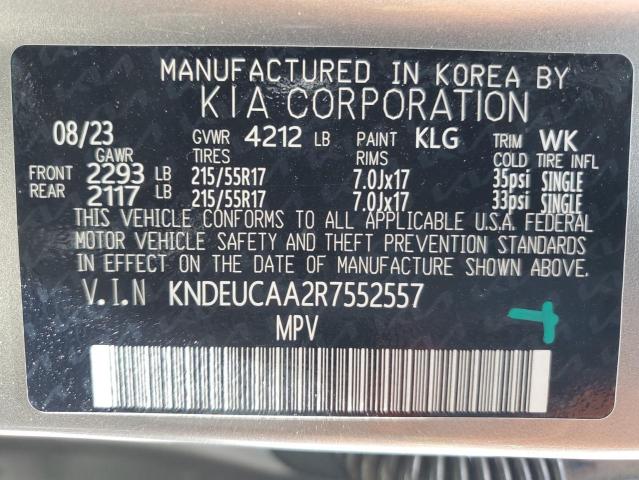 MANUFACTURED IN KOREA BY
KIA CORPORATION
08/23 GVWR 4212 LB PAINT KLG TRIM WK
GAWR TIRES RIMS COLD TIRE INFL
FRONT 2293 LB 215/55R17 7.0Jx17 35psi SINGLE
REAR 2117 LB 215/55R17 7.0Jx17 33psi SINGLE
THIS VEHICLE CONFORMS TO ALL APPLICABLE U.S.A. FEDERAL
MOTOR VEHICLE SAFETY AND THEFT PREVENTION STANDARDS
IN EFFECT ON THE DATE OF MANUFACTURE SHOWN ABOVE.
V.I.N KNDEUCAA2R7552557
MPV